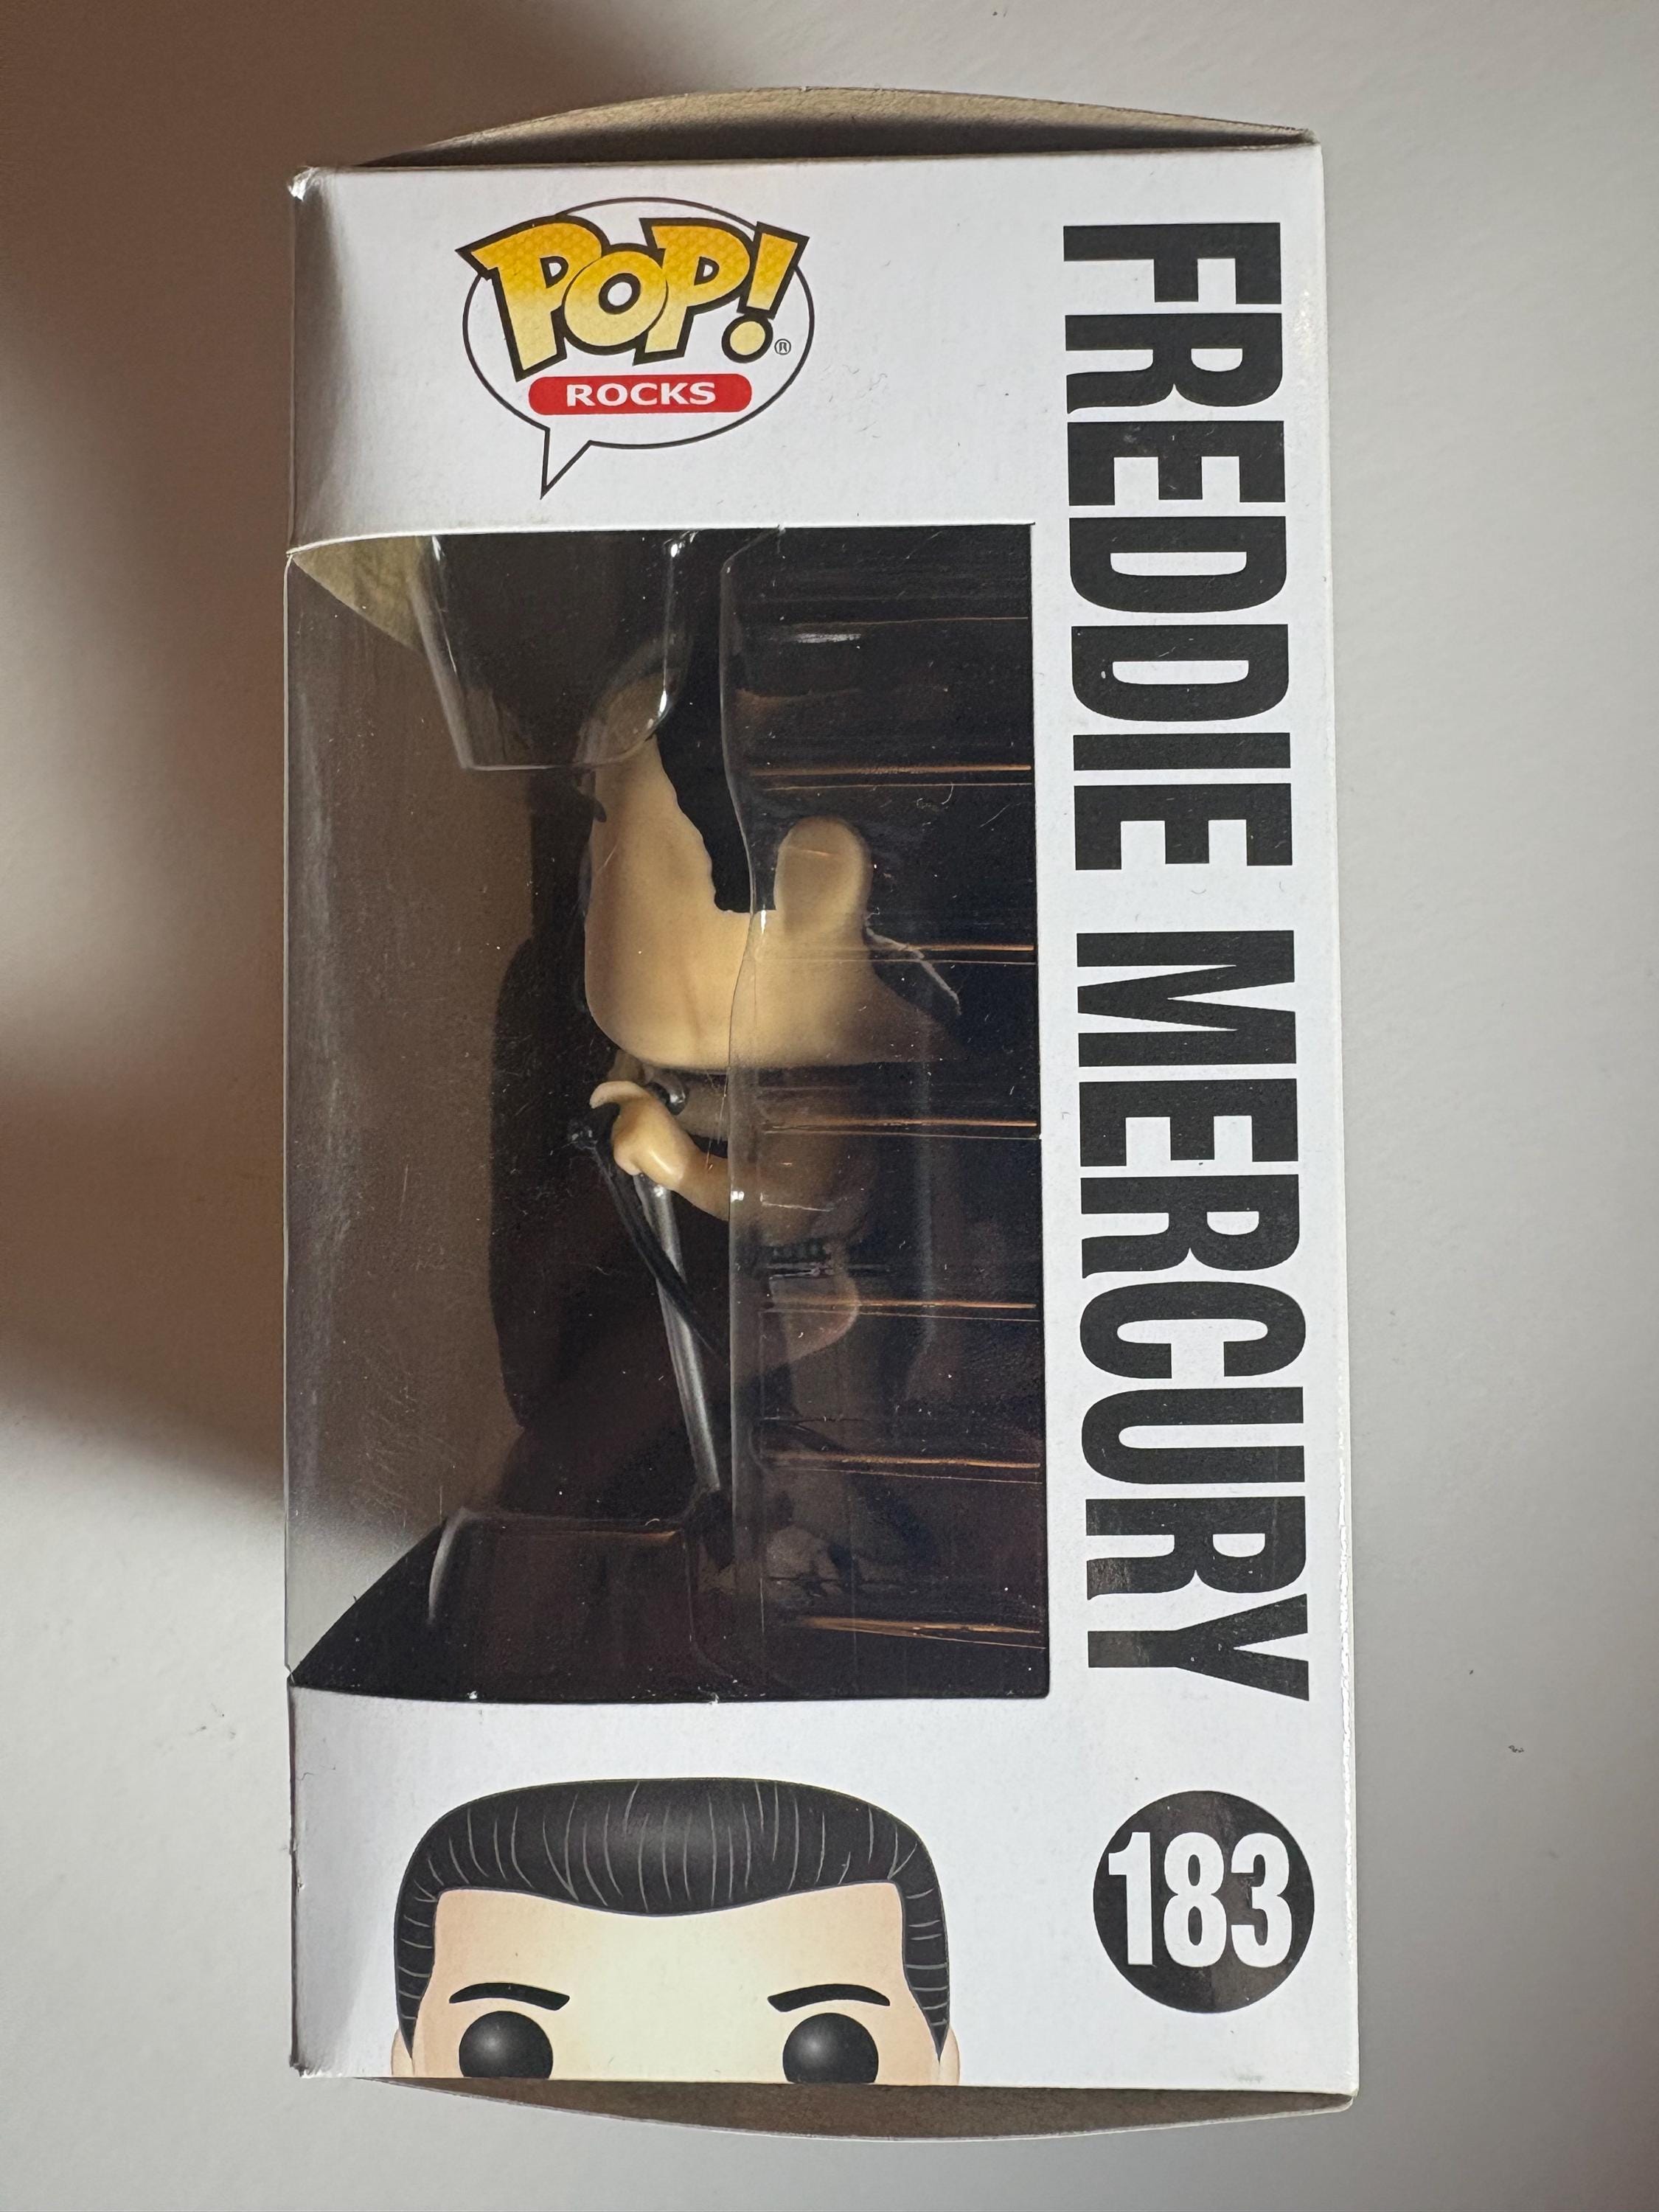 POP!®
ROCKS
FREDDIE MERCURY
183